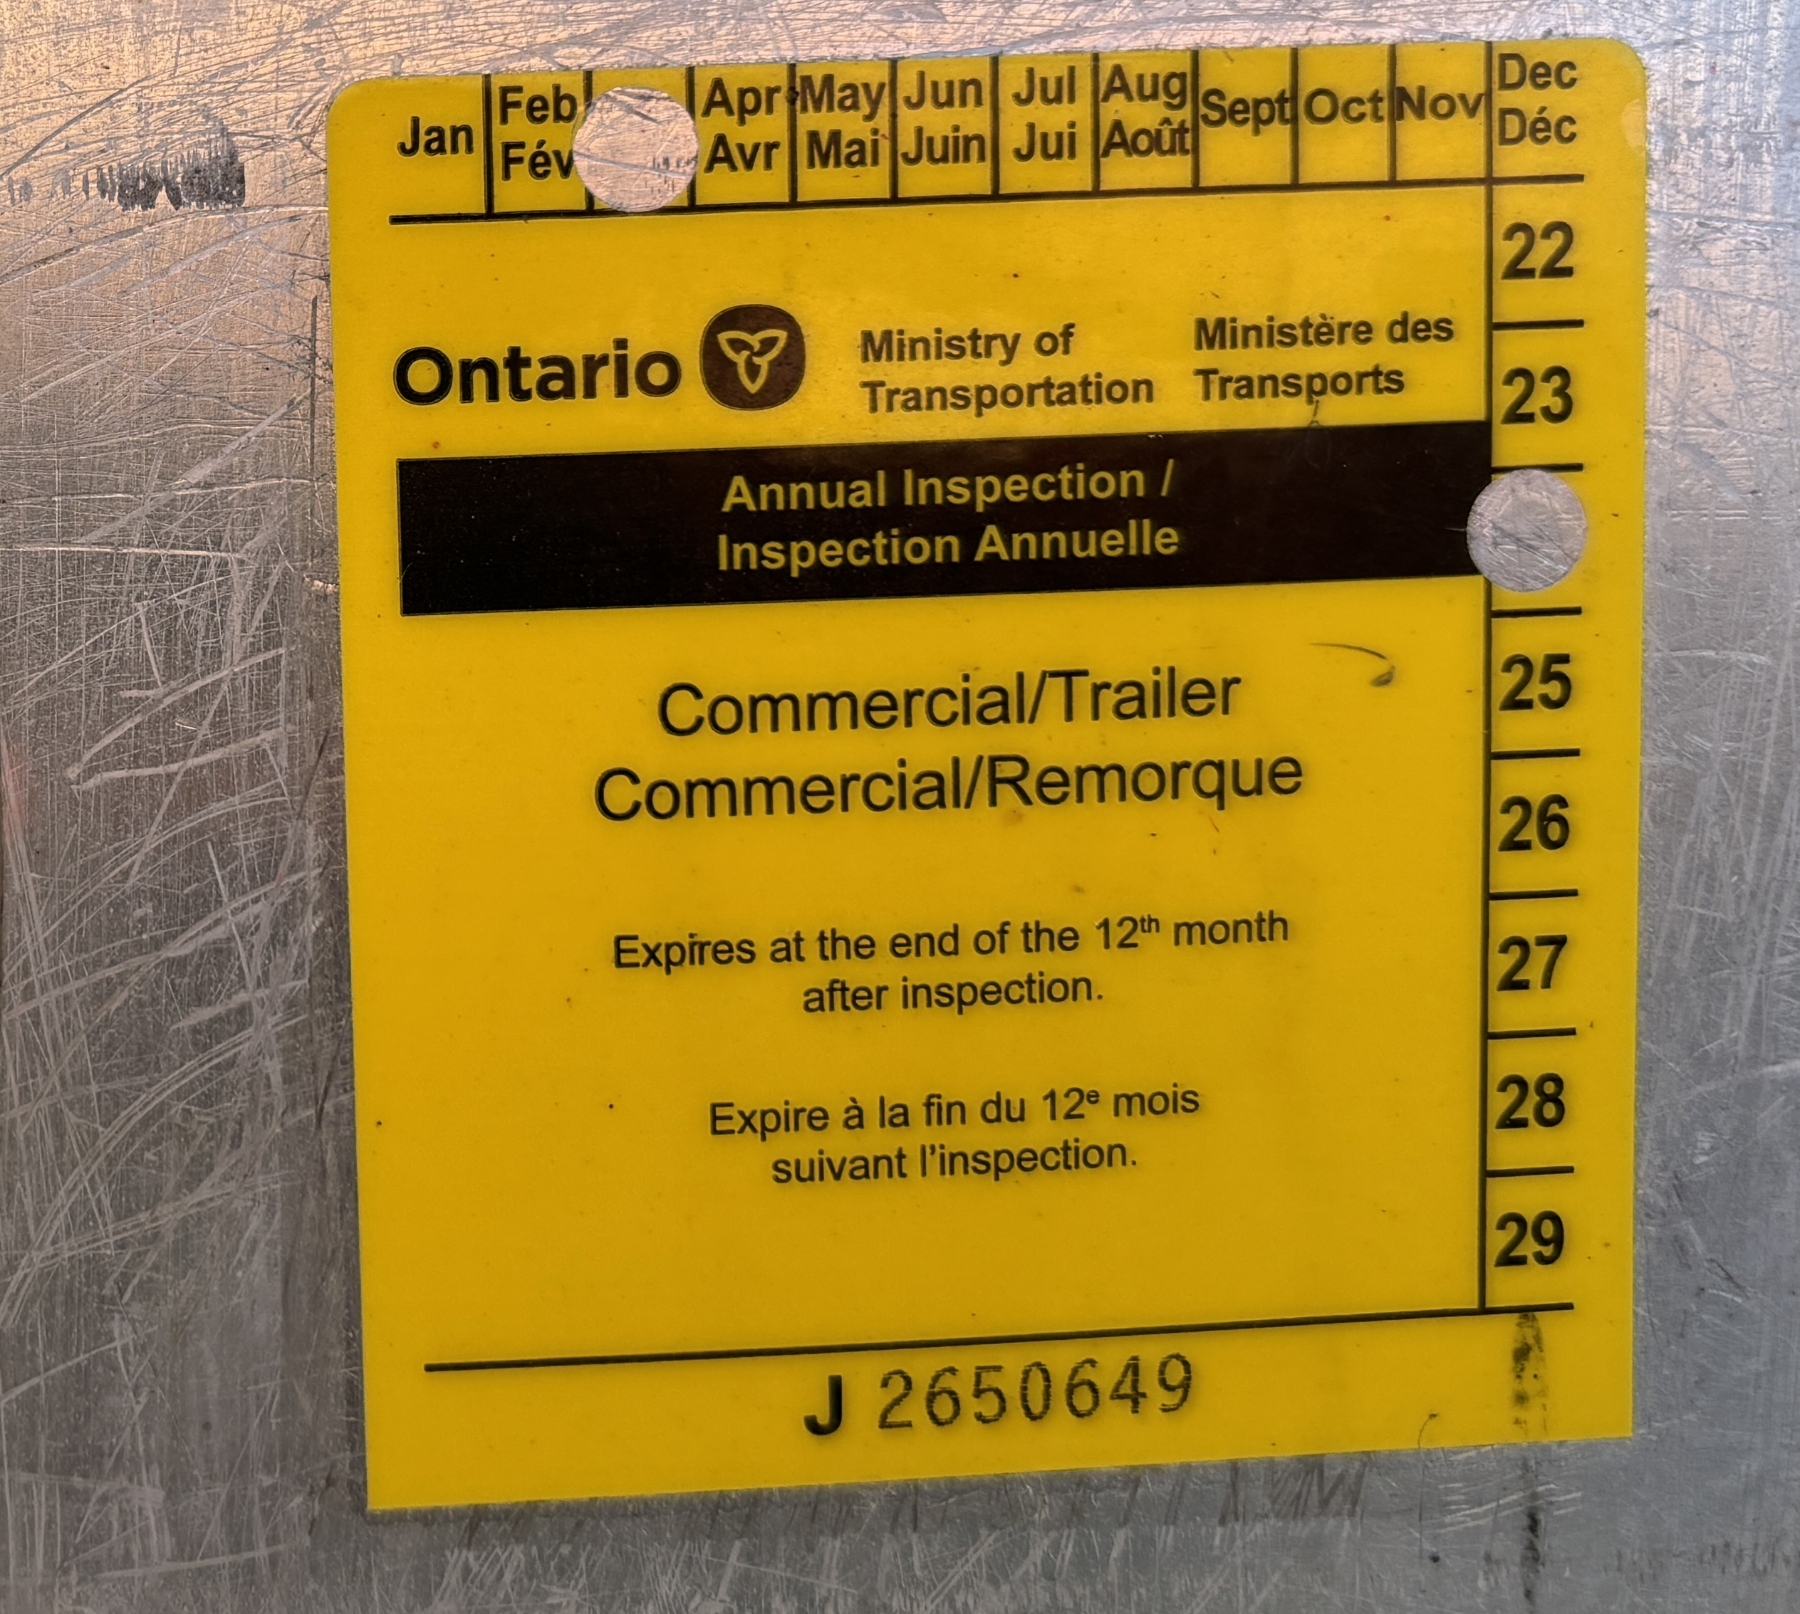 Jan Feb Apr May Jun Jul Aug Sept Oct Nov Dec
Fév Avr Mai Juin Jui Août Déc
22
Ontario Ministry of Ministère des
Transportation Transports
23
Annual Inspection /
Inspection Annuelle
25
Commercial/Trailer
Commercial/Remorque
26
Expires at the end of the 12th month
after inspection.
27
Expire à la fin du 12e mois
suivant l'inspection.
28
29
J 2650649